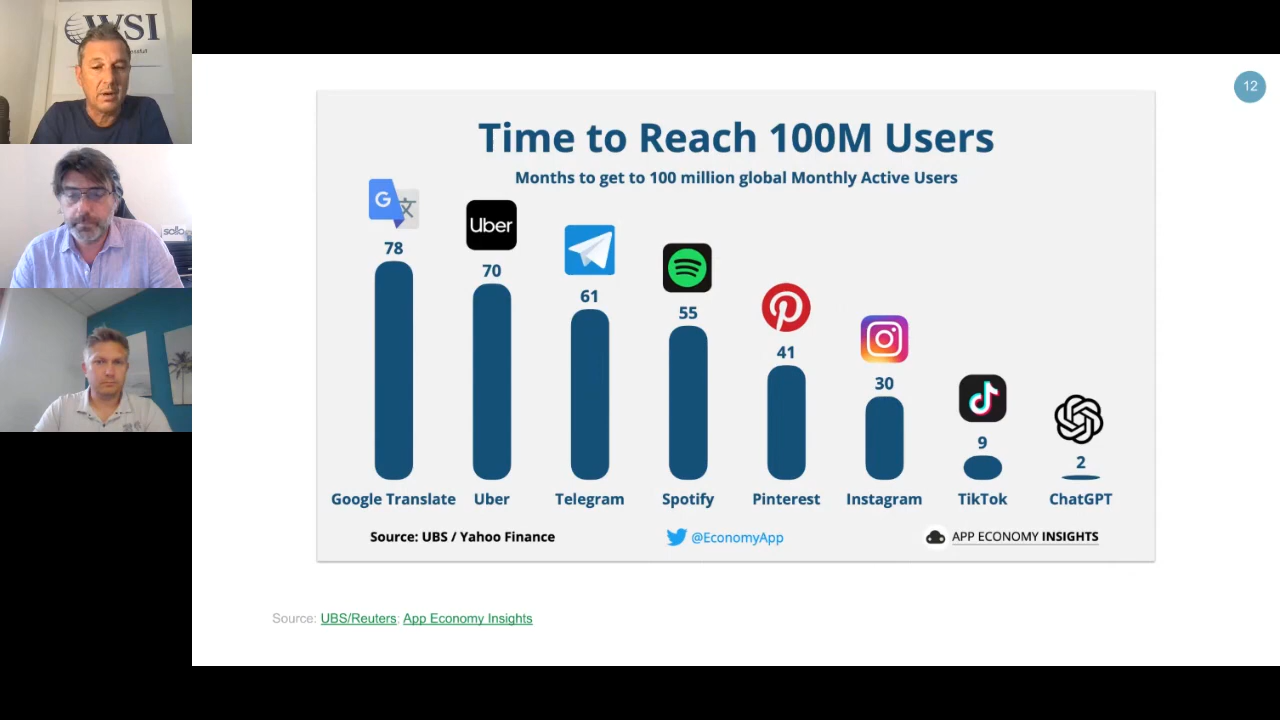 WSI
12
Time to Reach 100M Users
Months to get to 100 million global Monthly Active Users
G
Uber
78
70
61
55
41
30
9
2
Google Translate
Uber
Telegram
Spotify
Pinterest
Instagram
TikTok
ChatGPT
Source: UBS / Yahoo Finance
@EconomyApp
APP ECONOMY INSIGHTS
Source: UBS/Reuters; App Economy Insights